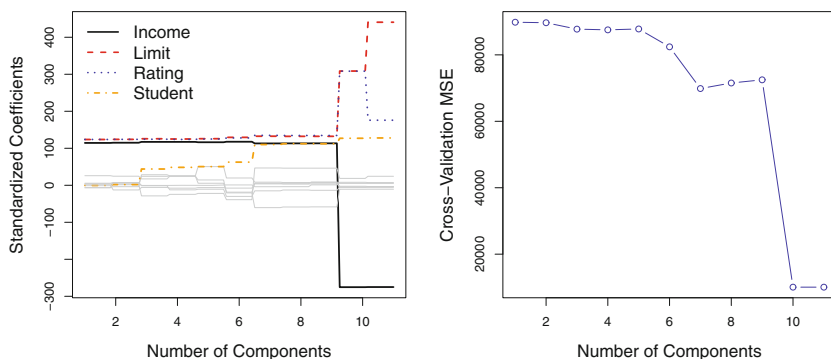 Standardized Coefficients
400
300
200
100
0
-100
-300
Income
Limit
Rating
Student
2 4 6 8 10
Number of Components
Cross-Validation MSE
80000
60000
40000
20000
2 4 6 8 10
Number of Components